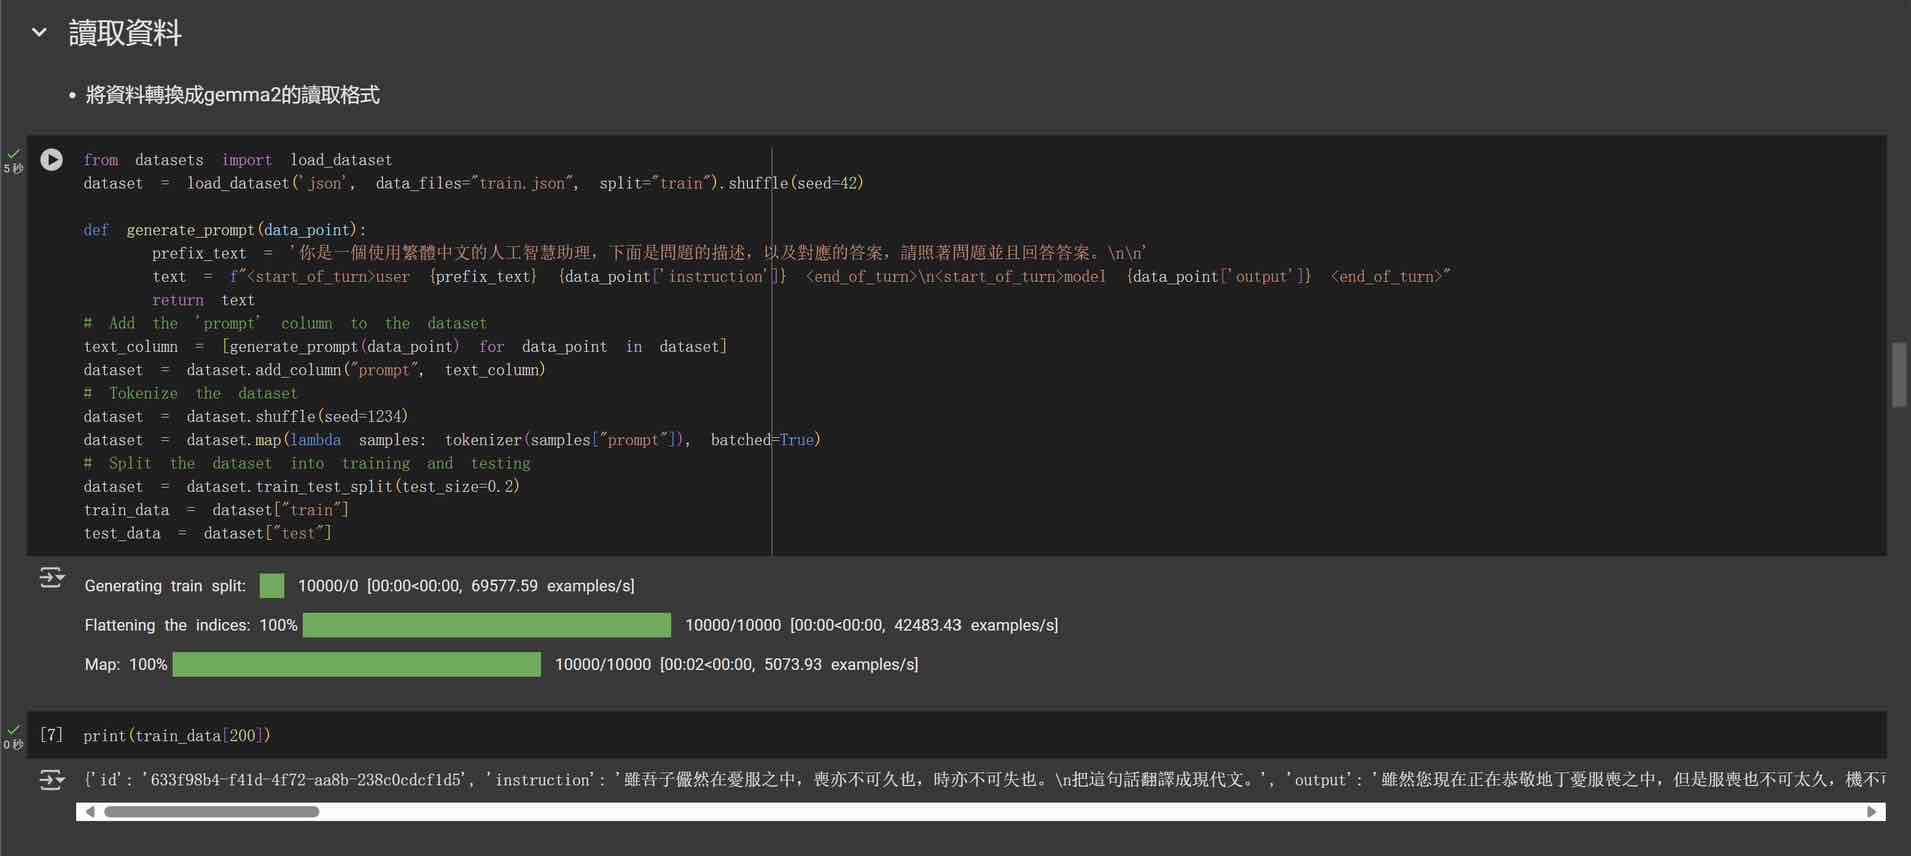 讀取資料
• 將資料轉換成gemma2的讀取格式
5 秒
from datasets import load_dataset
dataset = load_dataset('json', data_files="train.json", split="train").shuffle(seed=42)
def generate_prompt(data_point):
prefix_text = '你是一個使用繁體中文的人工智慧助理，下面是問題的描述，以及對應的答案，請照著問題並且回答答案。\n\n'
text = f"<start_of_turn>user {prefix_text} {data_point['instruction']} <end_of_turn>\n<start_of_turn>model {data_point['output']} <end_of_turn>"
return text
# Add the 'prompt' column to the dataset
text_column = [generate_prompt(data_point) for data_point in dataset]
dataset = dataset.add_column("prompt", text_column)
# Tokenize the dataset
dataset = dataset.shuffle(seed=1234)
dataset = dataset.map(lambda samples: tokenizer(samples["prompt"]), batched=True)
# Split the dataset into training and testing
dataset = dataset.train_test_split(test_size=0.2)
train_data = dataset["train"]
test_data = dataset["test"]
Generating train split: 10000/0 [00:00<00:00, 69577.59 examples/s]
Flattening the indices: 100% 10000/10000 [00:00<00:00, 42483.43 examples/s]
Map: 100% 10000/10000 [00:02<00:00, 5073.93 examples/s]
0 秒
[7] print(train_data[200])
{'id': '633f98b4-f41d-4f72-aa8b-238c0cdcf1d5', 'instruction': '雖吾子儼然在憂服之中，喪亦不可久也，時亦不可失也。\n把這句話翻譯成現代文。', 'output': '雖然您現在正在恭敬地丁憂服喪之中，但是服喪也不可太久，機不